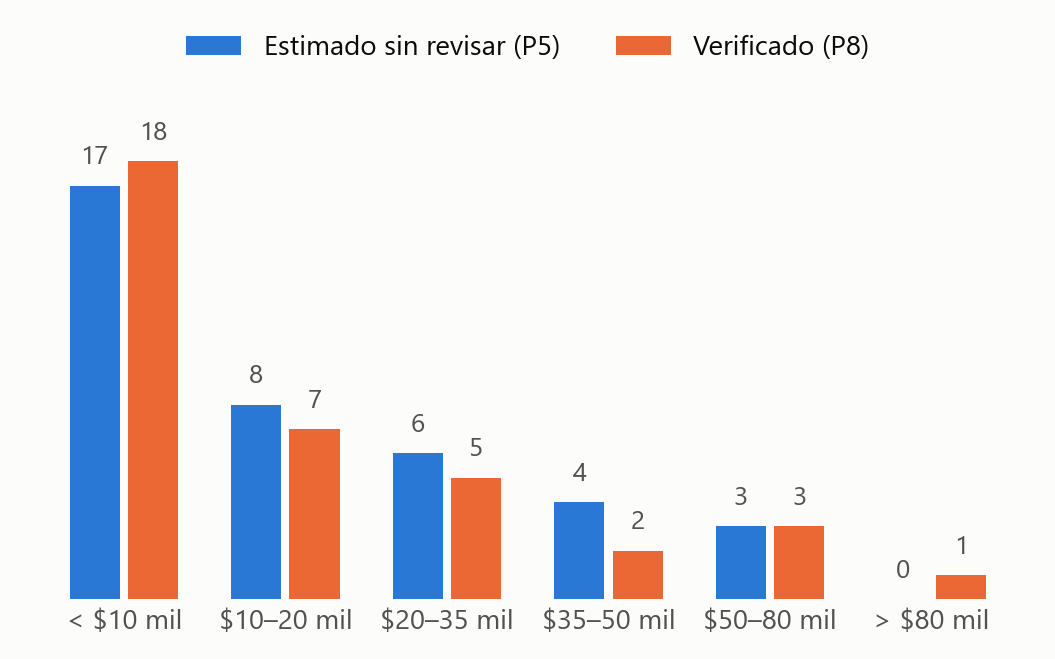 Estimado sin revisar (P5) Verificado (P8)
17 18 8 7 6 5 4 2 3 3 0 1
< $10 mil $10–20 mil $20–35 mil $35–50 mil $50–80 mil > $80 mil